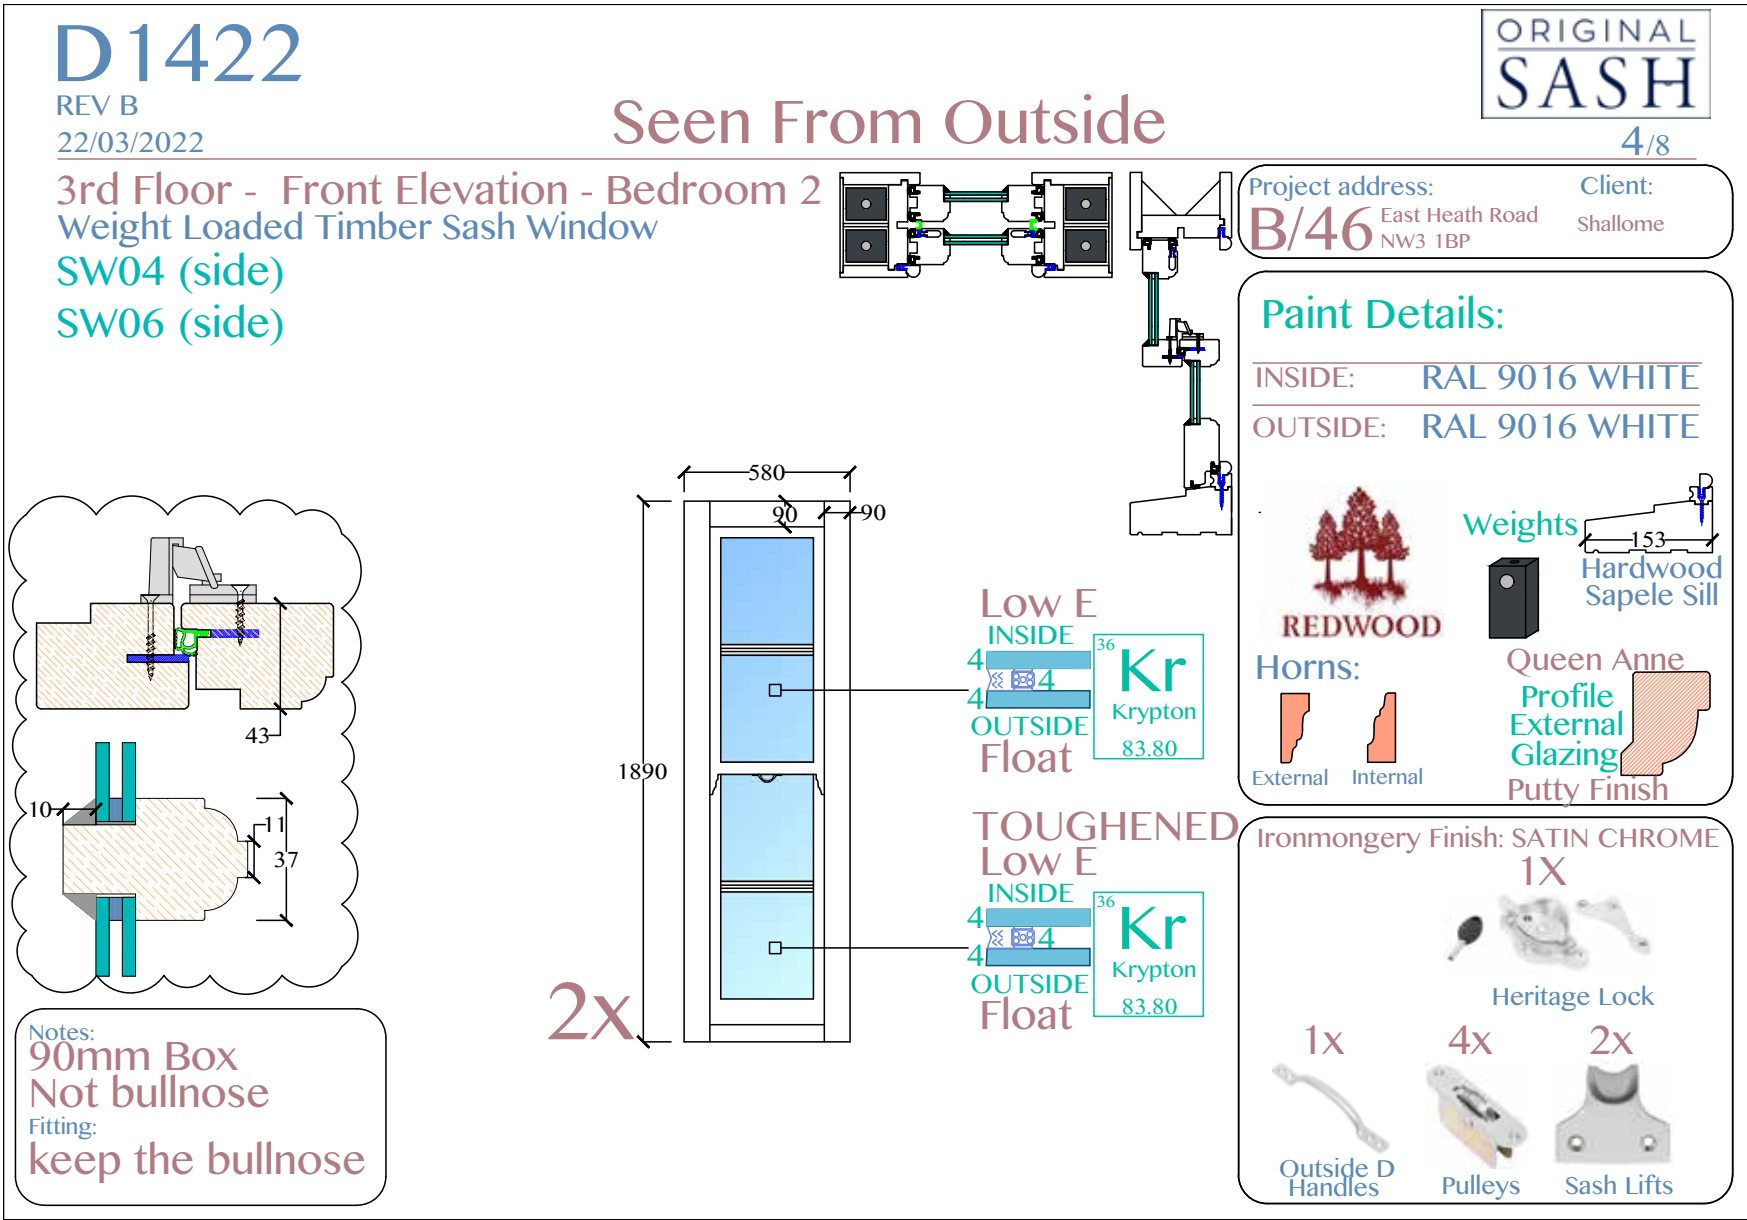 D1422
REV B
22/03/2022
Seen From Outside
ORIGINAL
SASH
4/8
3rd Floor - Front Elevation - Bedroom 2
Weight Loaded Timber Sash Window
SW04 (side)
SW06 (side)
Project address:
Client:
B/46
East Heath Road
NW3 1BP
Shallome
Paint Details:
INSIDE: RAL 9016 WHITE
OUTSIDE: RAL 9016 WHITE
REDWOOD
Weights
153
Hardwood
Sapele Sill
Horns:
External
Internal
Queen Anne
Profile
External
Glazing
Putty Finish
580
90
90
1890
2x
43
10
11
37
Low E
INSIDE
4
4
4
OUTSIDE
Float
36
Kr
Krypton
83.80
TOUGHENED
Low E
INSIDE
4
4
4
OUTSIDE
Float
36
Kr
Krypton
83.80
Ironmongery Finish: SATIN CHROME
1X
Heritage Lock
1x
4x
2x
Outside D
Handles
Pulleys
Sash Lifts
Notes:
90mm Box
Not bullnose
Fitting:
keep the bullnose